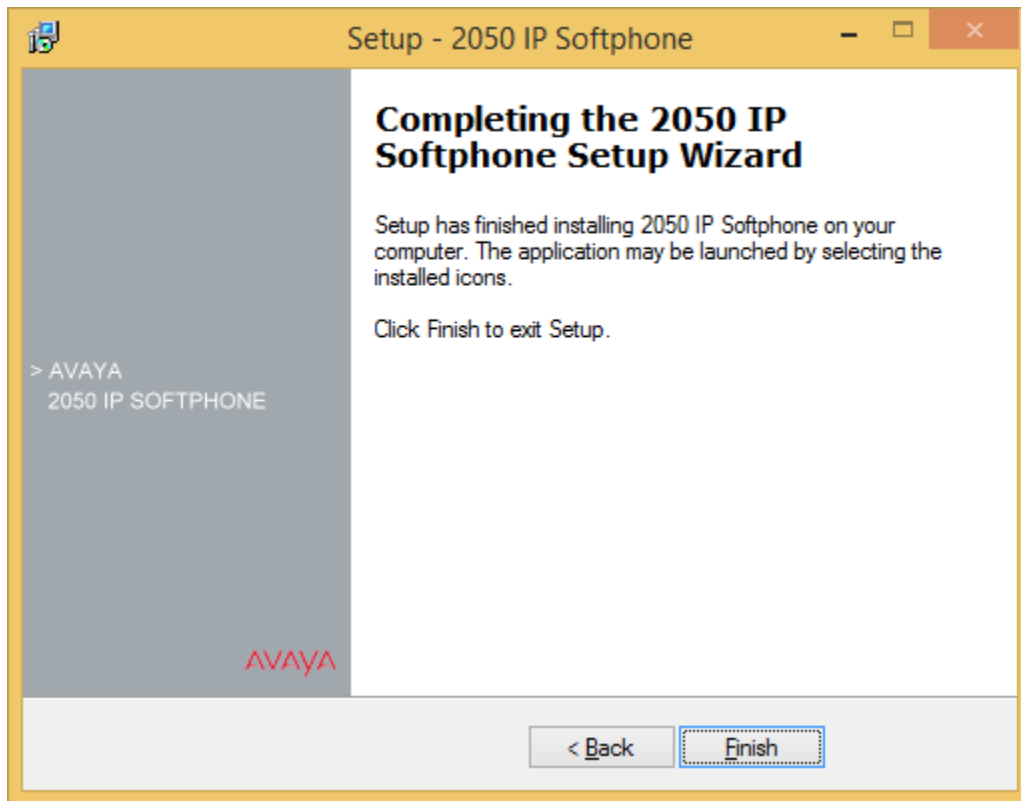 Setup - 2050 IP Softphone
Completing the 2050 IP
Softphone Setup Wizard
Setup has finished installing 2050 IP Softphone on your
computer. The application may be launched by selecting the
installed icons.
Click Finish to exit Setup.
> AVAYA
2050 IP SOFTPHONE
AVAYA
< Back
Finish